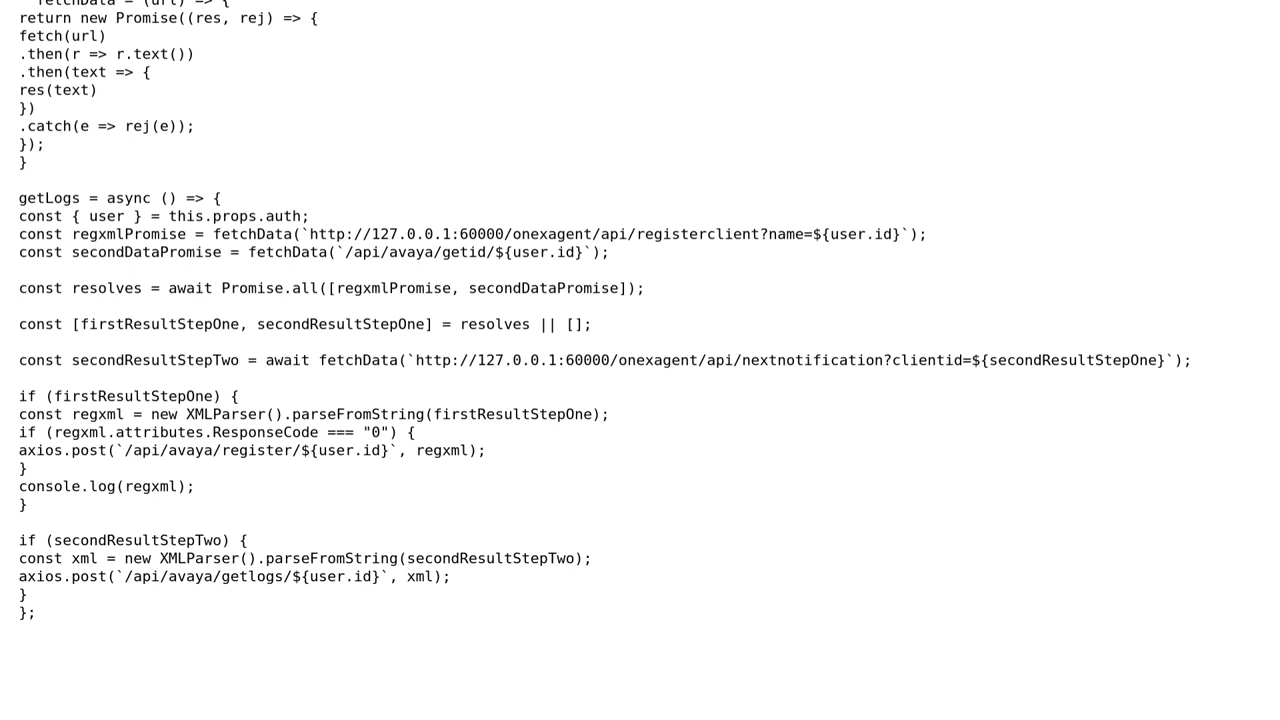 fetchData = (url) => {
return new Promise((res, rej) => {
fetch(url)
.then(r => r.text())
.then(text => {
res(text)
})
.catch(e => rej(e));
});
}

getLogs = async () => {
const { user } = this.props.auth;
const regxmlPromise = fetchData(`http://127.0.0.1:60000/onexagent/api/registerclient?name=${user.id}`);
const secondDataPromise = fetchData(`/api/avaya/getid/${user.id}`);

const resolves = await Promise.all([regxmlPromise, secondDataPromise]);

const [firstResultStepOne, secondResultStepOne] = resolves || [];

const secondResultStepTwo = await fetchData(`http://127.0.0.1:60000/onexagent/api/nextnotification?clientid=${secondResultStepOne}`);

if (firstResultStepOne) {
const regxml = new XMLParser().parseFromString(firstResultStepOne);
if (regxml.attributes.ResponseCode === "0") {
axios.post(`/api/avaya/register/${user.id}`, regxml);
}
console.log(regxml);
}

if (secondResultStepTwo) {
const xml = new XMLParser().parseFromString(secondResultStepTwo);
axios.post(`/api/avaya/getlogs/${user.id}`, xml);
}
};